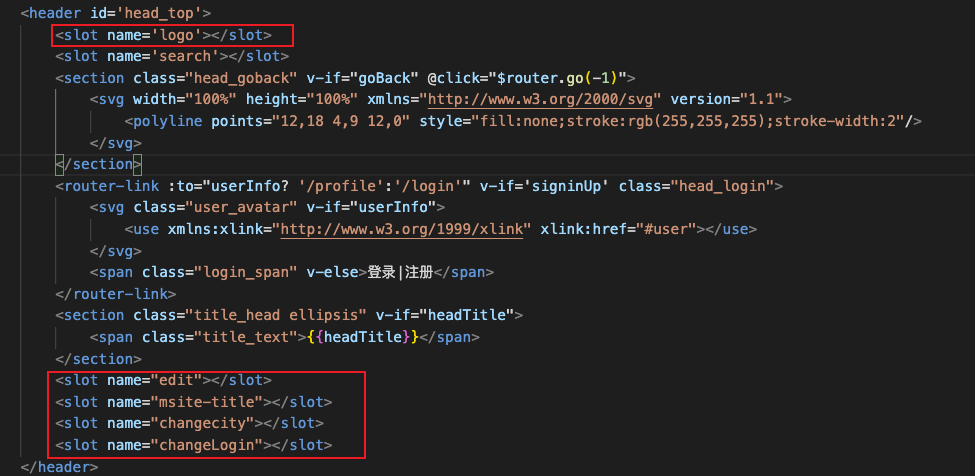 <header id='head_top'>
<slot name='logo'></slot>
<slot name='search'></slot>
<section class="head_goback" v-if="goBack" @click="$router.go(-1)">
<svg width="100%" height="100%" xmlns="http://www.w3.org/2000/svg" version="1.1">
<polyline points="12,18 4,9 12,0" style="fill:none;stroke:rgb(255,255,255);stroke-width:2"/>
</svg>
</section>
<router-link :to="userInfo? '/profile':'/login'" v-if='signinUp' class="head_login">
<svg class="user_avatar" v-if="userInfo">
<use xmlns:xlink="http://www.w3.org/1999/xlink" xlink:href="#user"></use>
</svg>
<span class="login_span" v-else>登录|注册</span>
</router-link>
<section class="title_head ellipsis" v-if="headTitle">
<span class="title_text">{{headTitle}}</span>
</section>
<slot name="edit"></slot>
<slot name="msite-title"></slot>
<slot name="changecity"></slot>
<slot name="changeLogin"></slot>
</header>